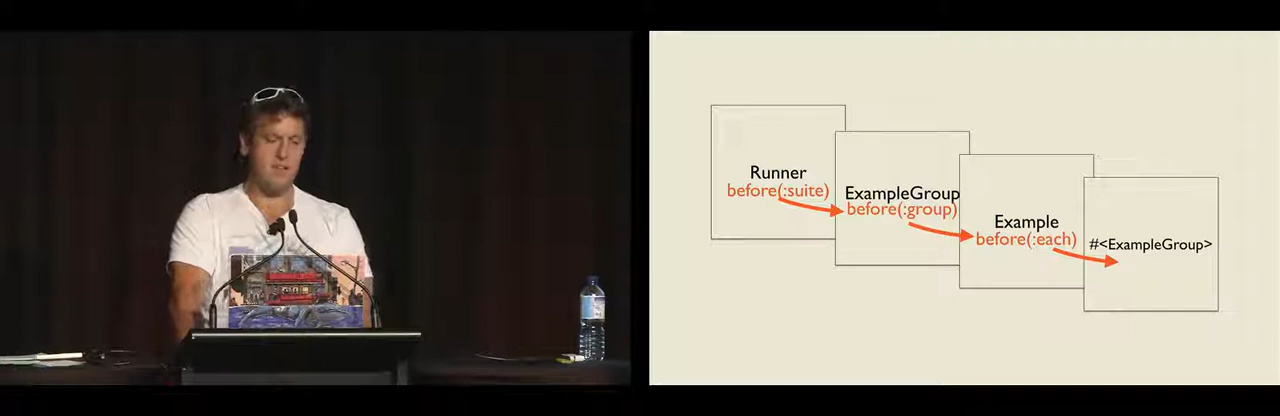 Runner
before(:suite)
ExampleGroup
before(:group)
Example
before(:each)
#<ExampleGroup>